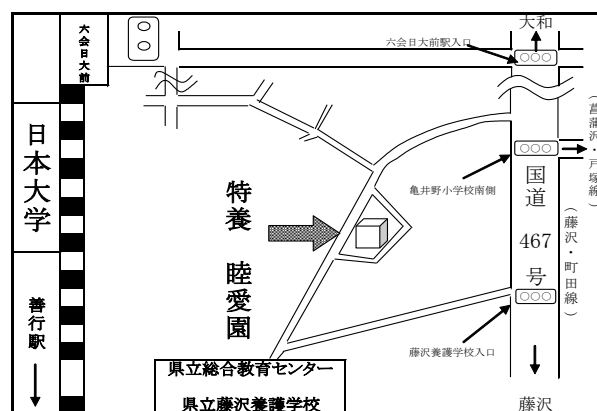 大和
六会日大前
六会日大前駅入口
(菖蒲沢・戸塚線)
日本大学
亀井野小学校南側
国道467号
(藤沢・町田線)
特養 睦愛園
善行駅
藤沢養護学校入口
県立総合教育センター
県立藤沢養護学校
藤沢